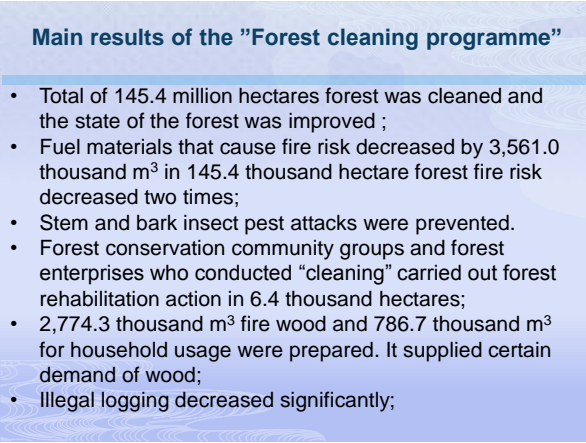 Main results of the ”Forest cleaning programme”
• Total of 145.4 million hectares forest was cleaned and
the state of the forest was improved ;
• Fuel materials that cause fire risk decreased by 3,561.0
thousand m³ in 145.4 thousand hectare forest fire risk
decreased two times;
• Stem and bark insect pest attacks were prevented.
• Forest conservation community groups and forest
enterprises who conducted “cleaning” carried out forest
rehabilitation action in 6.4 thousand hectares;
• 2,774.3 thousand m³ fire wood and 786.7 thousand m³
for household usage were prepared. It supplied certain
demand of wood;
• Illegal logging decreased significantly;